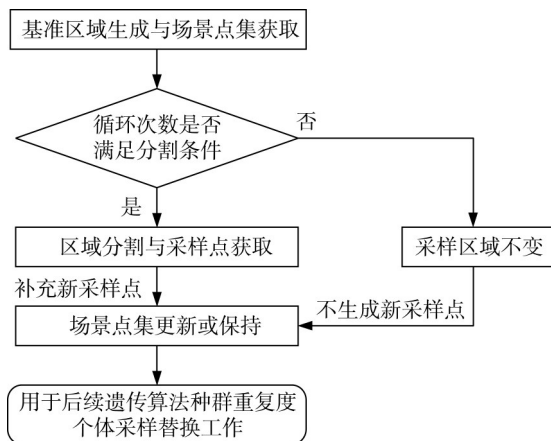 基准区域生成与场景点集获取
循环次数是否
满足分割条件
否
是
区域分割与采样点获取
采样区域不变
补充新采样点
不生成新采样点
场景点集更新或保持
用于后续遗传算法种群重复度
个体采样替换工作